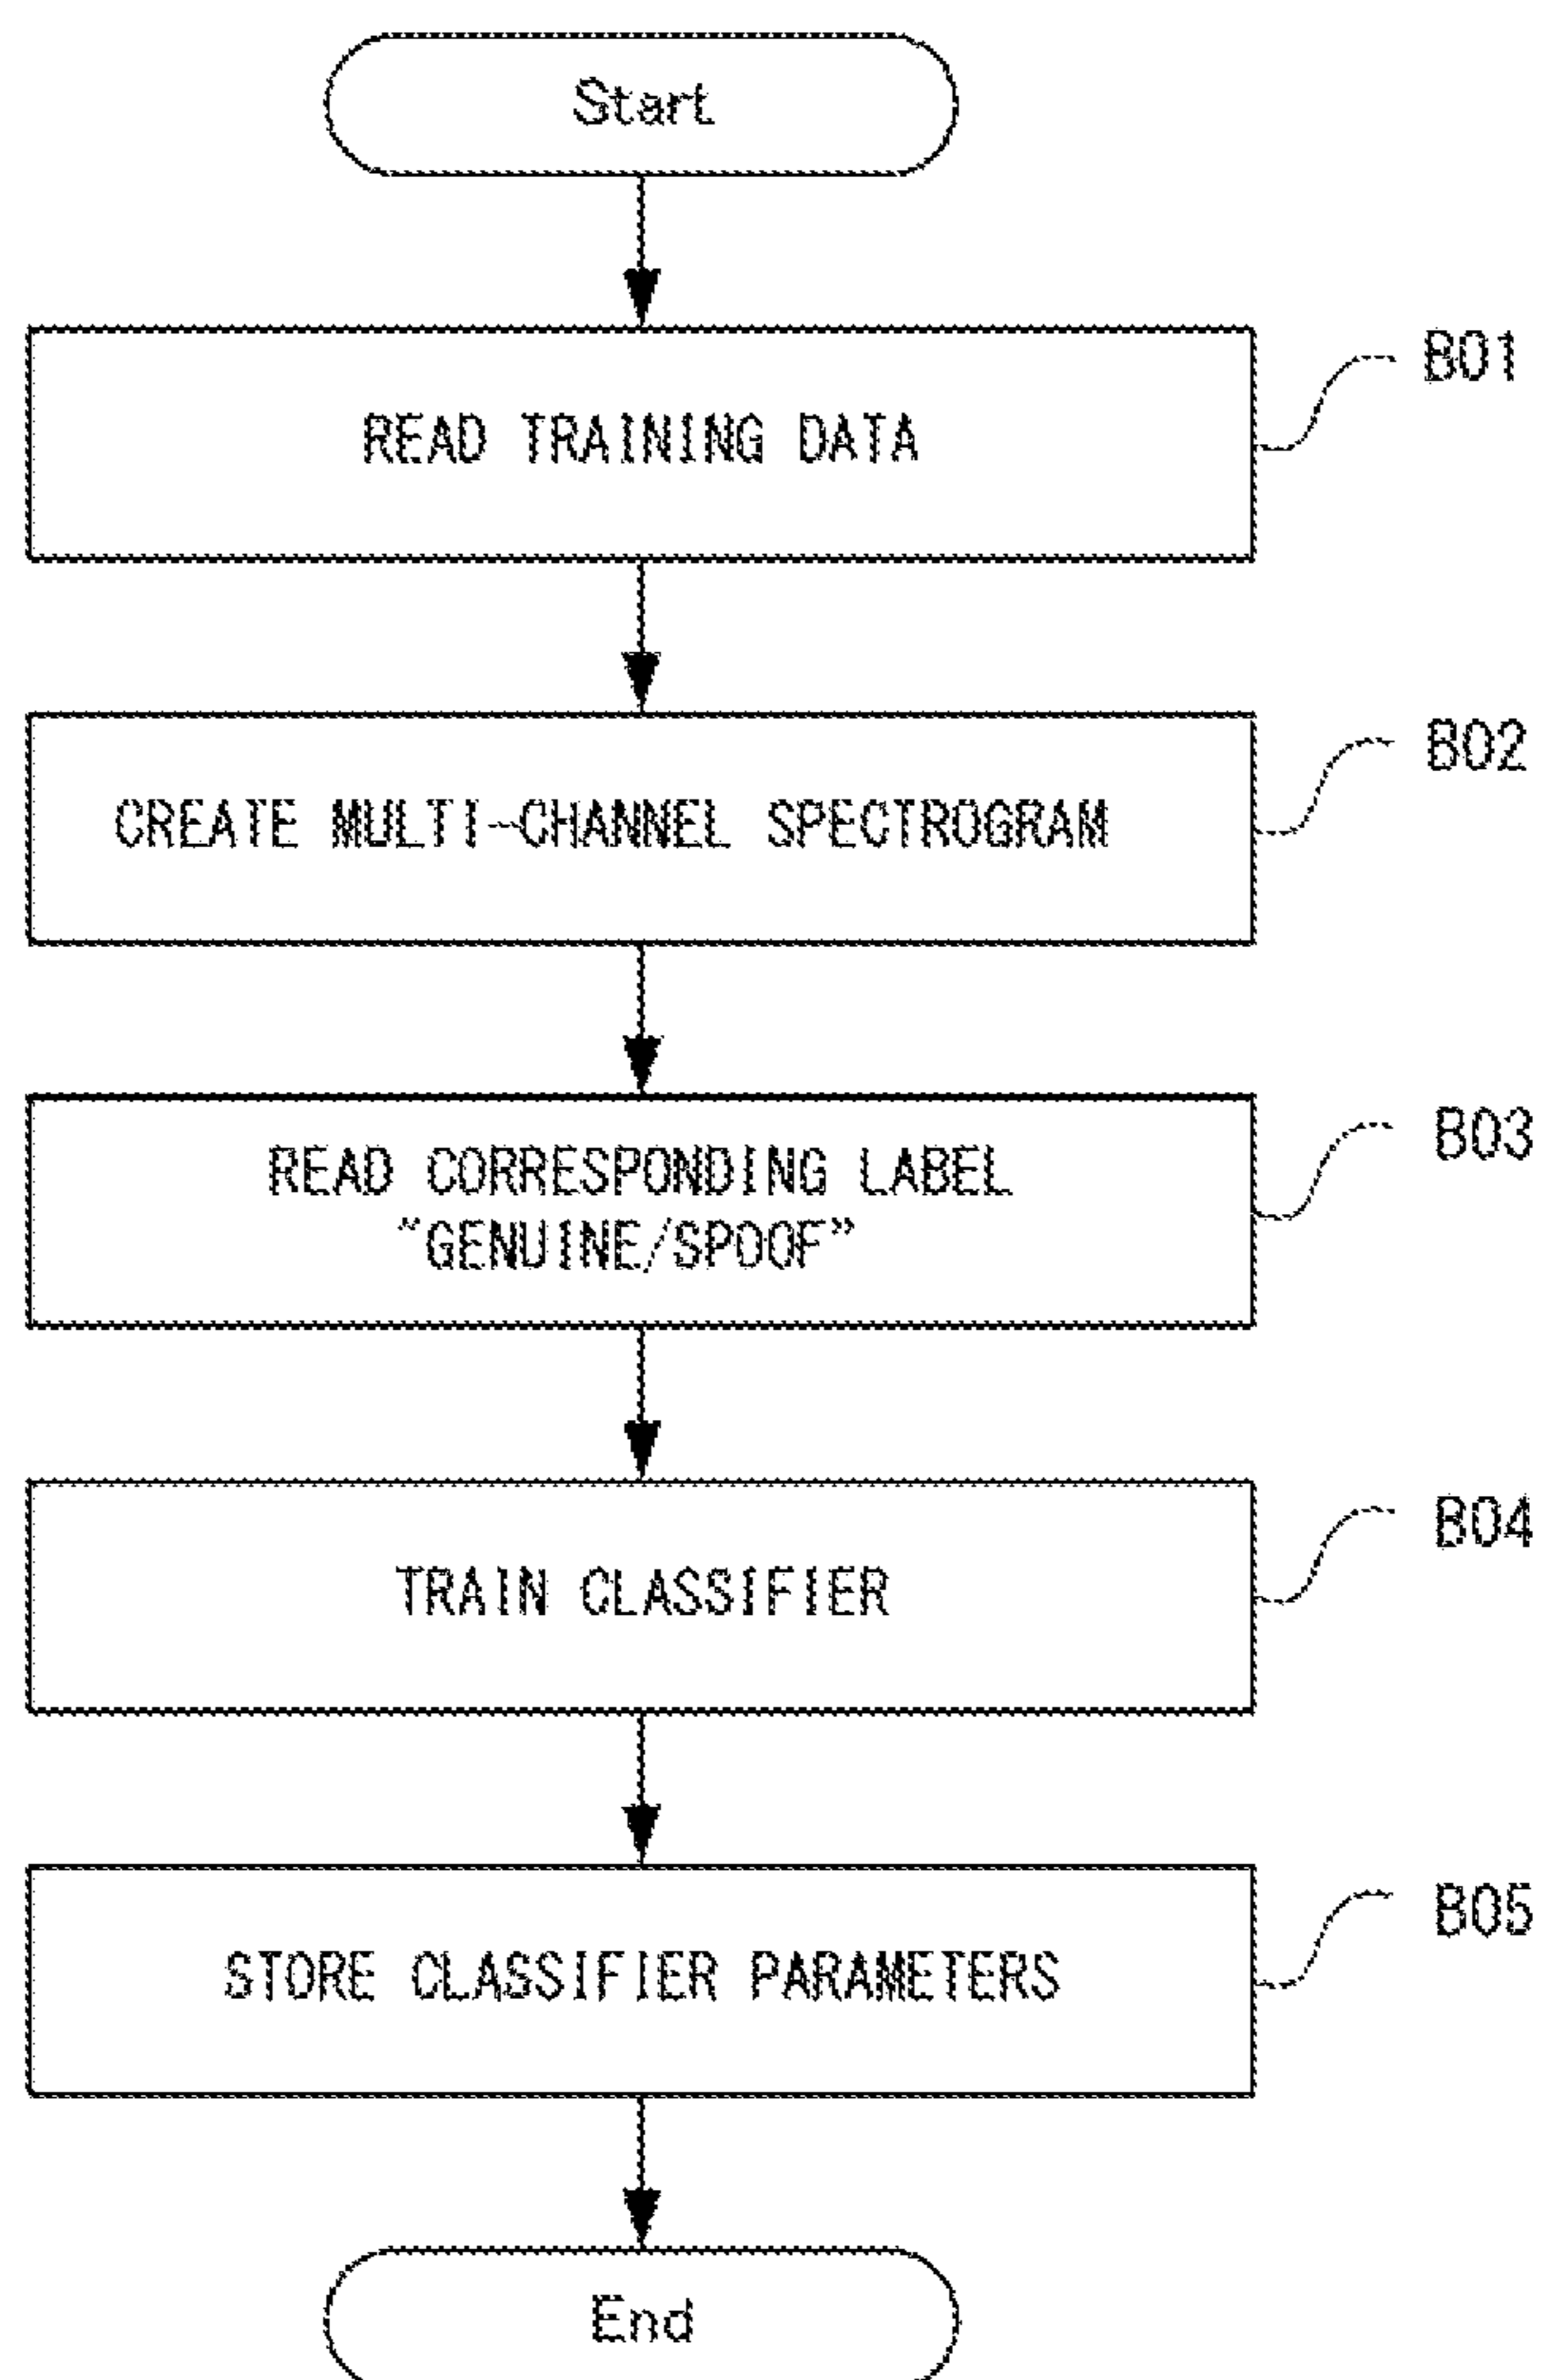 Start
READ TRAINING DATA
B01
CREATE MULTI-CHANNEL SPECTROGRAM
B02
READ CORRESPONDING LABEL
"GENUINE/SPOOF"
B03
TRAIN CLASSIFIER
B04
STORE CLASSIFIER PARAMETERS
B05
End